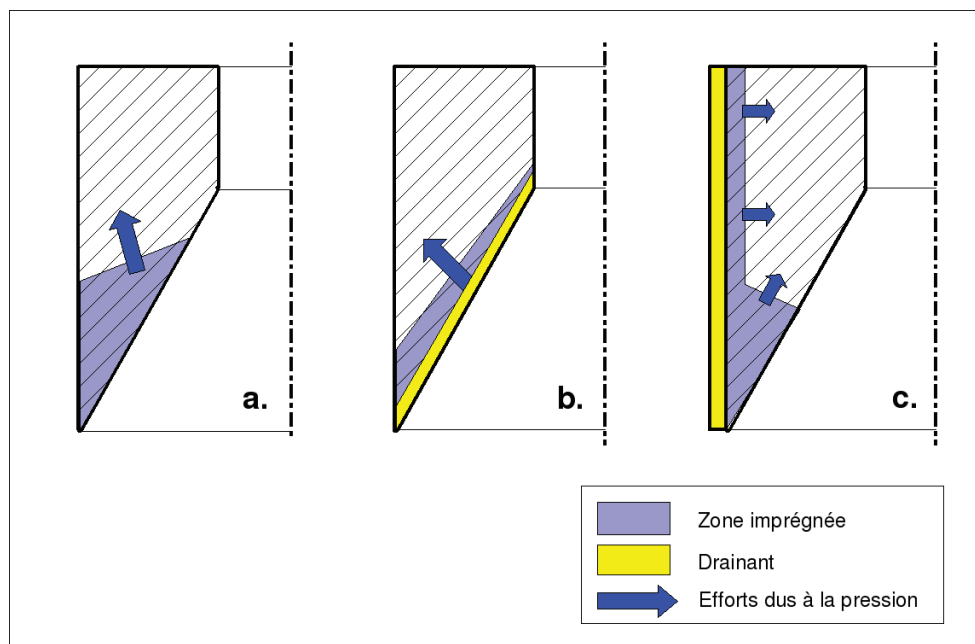 a.
b.
c.
Zone imprégnée
Drainant
Efforts dus à la pression